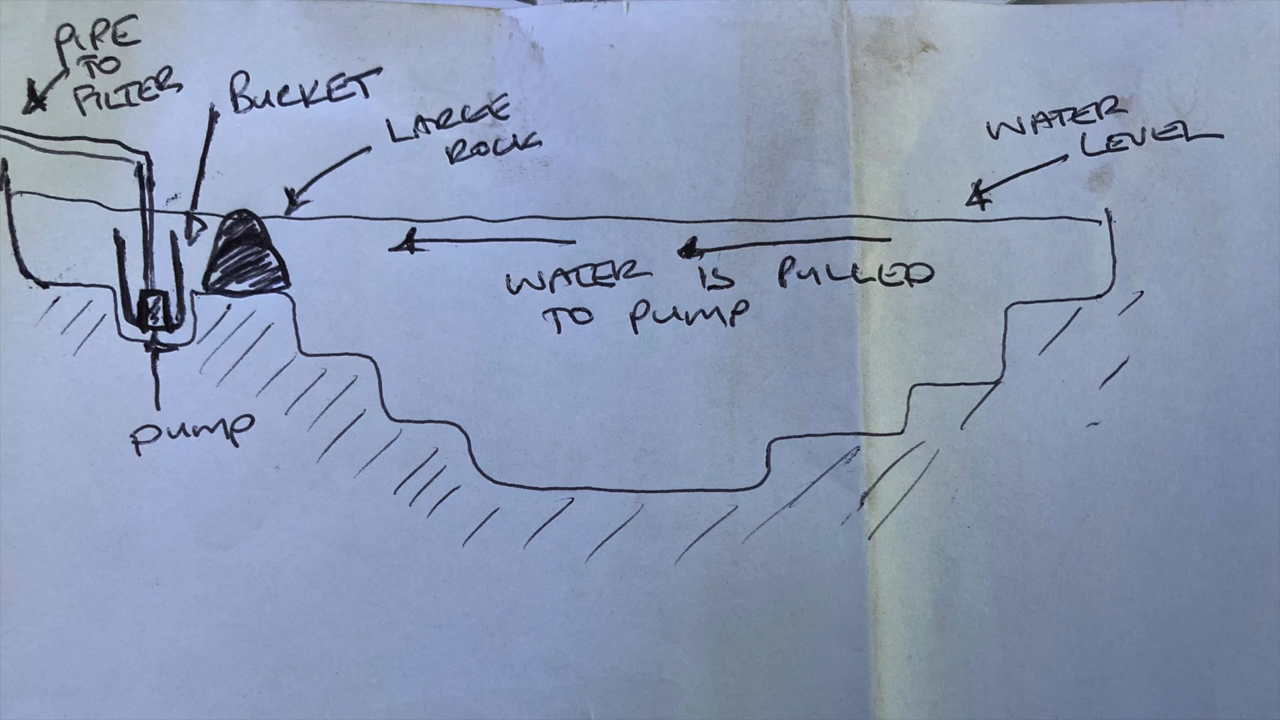 PIPE
TO
FILTER
BUCKET
LARGE
ROCK
WATER
LEVEL
WATER IS PULLED
TO PUMP
PUMP